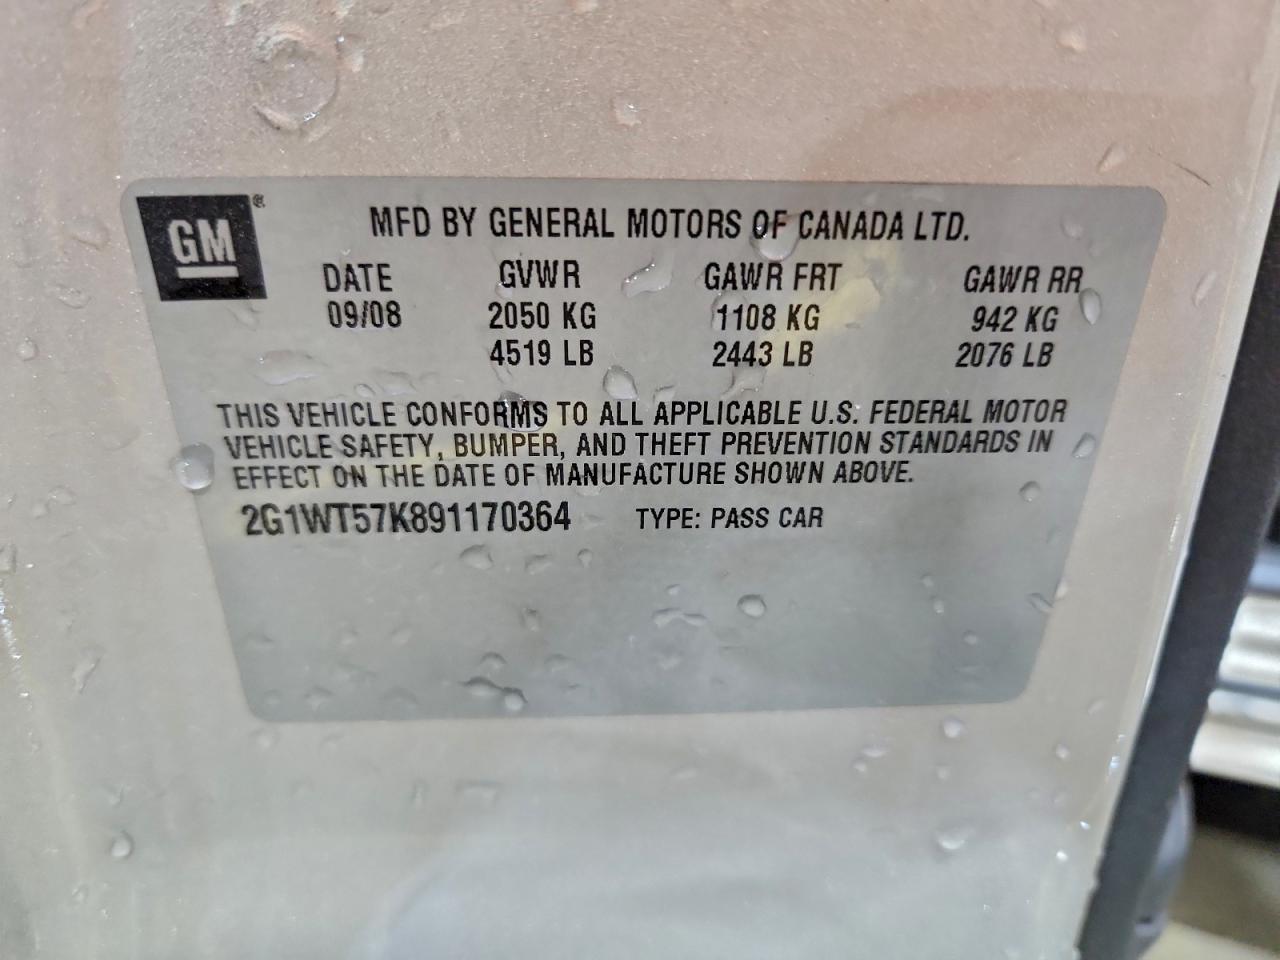 GM®
MFD BY GENERAL MOTORS OF CANADA LTD.
DATE GVWR GAWR FRT GAWR RR
09/08 2050 KG 1108 KG 942 KG
4519 LB 2443 LB 2076 LB
THIS VEHICLE CONFORMS TO ALL APPLICABLE U.S. FEDERAL MOTOR
VEHICLE SAFETY, BUMPER, AND THEFT PREVENTION STANDARDS IN
EFFECT ON THE DATE OF MANUFACTURE SHOWN ABOVE.
2G1WT57K891170364 TYPE: PASS CAR